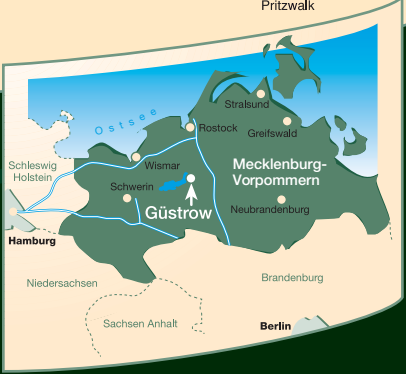 Pritzwalk
Ostsee
Stralsund
Rostock
Greifswald
Schleswig
Holstein
Wismar
Mecklenburg-
Vorpommern
Schwerin
Güstrow
Neubrandenburg
Hamburg
Niedersachsen
Brandenburg
Sachsen Anhalt
Berlin